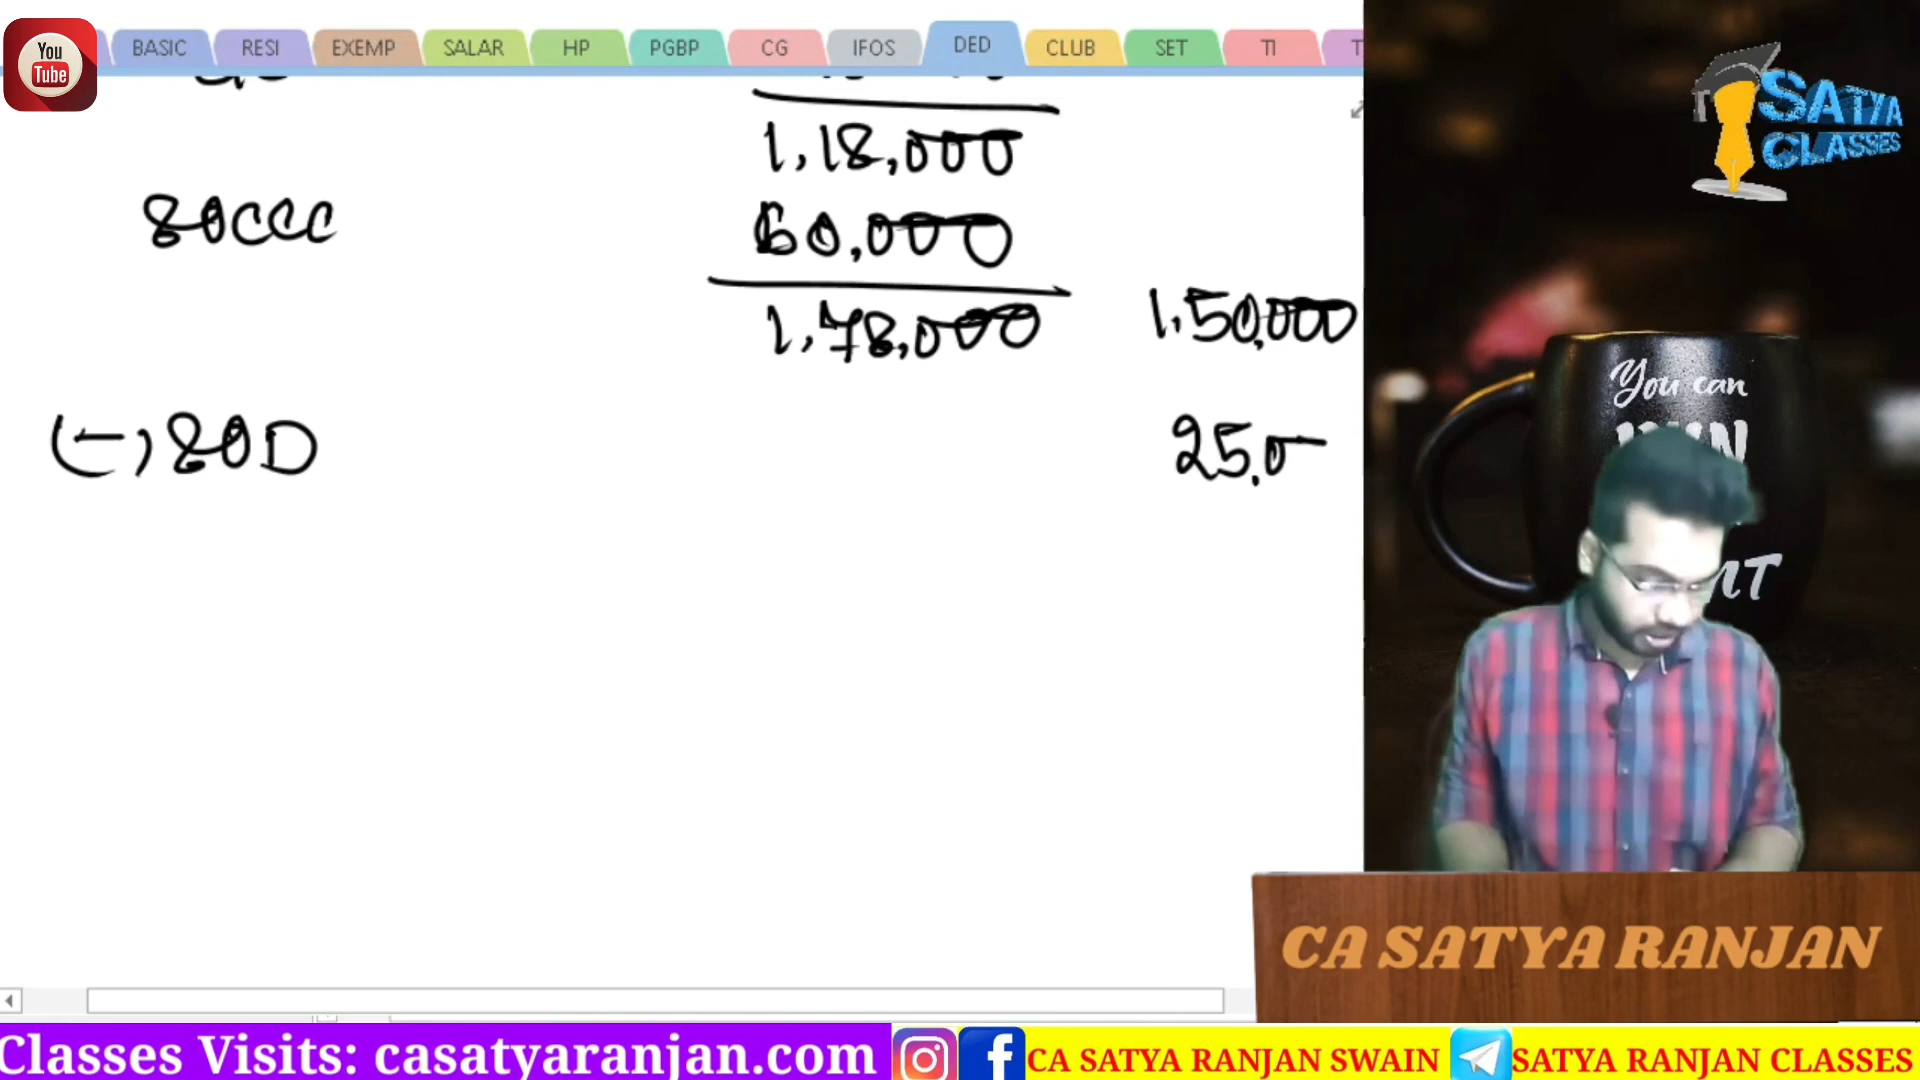 You
Tube
BASIC RESI EXEMP SALAR HP PGBP CG IFOS DED CLUB SET TI T
1,18,000
80CCC 60,000
1,78,000 1,50,000
(-) 80D 25,0
SATYA
CLASSES
You can
CA SATYA RANJAN
Classes Visits: casatyaranjan.com CA SATYA RANJAN SWAIN SATYA RANJAN CLASSES